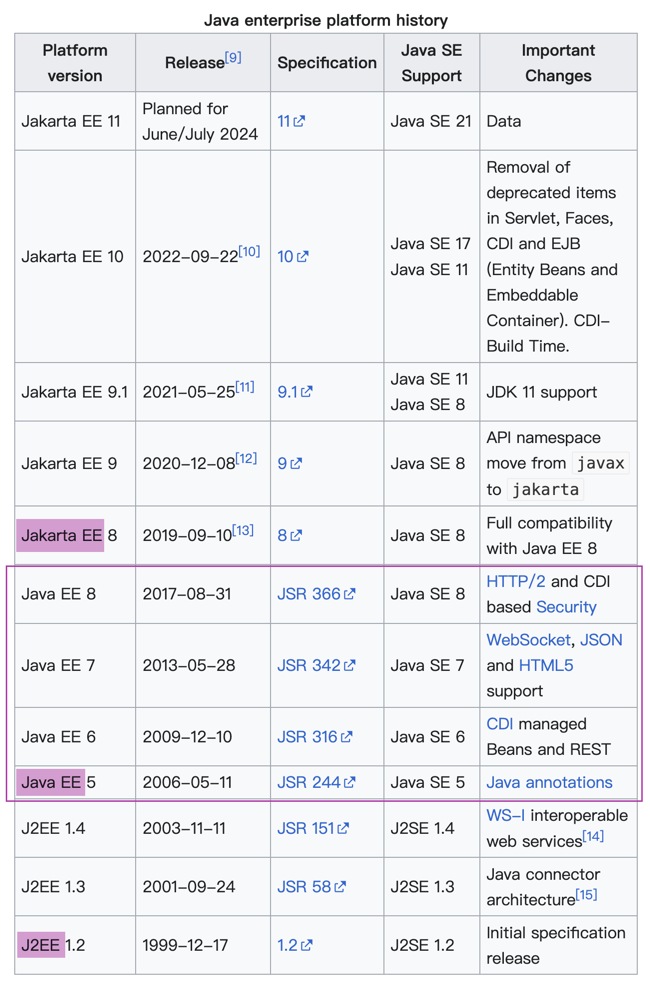 Java enterprise platform history
Platform version | Release[9] | Specification | Java SE Support | Important Changes
Jakarta EE 11 | Planned for June/July 2024 | 11 | Java SE 21 | Data
Jakarta EE 10 | 2022-09-22[10] | 10 | Java SE 17 Java SE 11 | Removal of deprecated items in Servlet, Faces, CDI and EJB (Entity Beans and Embeddable Container). CDI-Build Time.
Jakarta EE 9.1 | 2021-05-25[11] | 9.1 | Java SE 11 Java SE 8 | JDK 11 support
Jakarta EE 9 | 2020-12-08[12] | 9 | Java SE 8 | API namespace move from javax to jakarta
Jakarta EE 8 | 2019-09-10[13] | 8 | Java SE 8 | Full compatibility with Java EE 8
Java EE 8 | 2017-08-31 | JSR 366 | Java SE 8 | HTTP/2 and CDI based Security
Java EE 7 | 2013-05-28 | JSR 342 | Java SE 7 | WebSocket, JSON and HTML5 support
Java EE 6 | 2009-12-10 | JSR 316 | Java SE 6 | CDI managed Beans and REST
Java EE 5 | 2006-05-11 | JSR 244 | Java SE 5 | Java annotations
J2EE 1.4 | 2003-11-11 | JSR 151 | J2SE 1.4 | WS-I interoperable web services[14]
J2EE 1.3 | 2001-09-24 | JSR 58 | J2SE 1.3 | Java connector architecture[15]
J2EE 1.2 | 1999-12-17 | 1.2 | J2SE 1.2 | Initial specification release